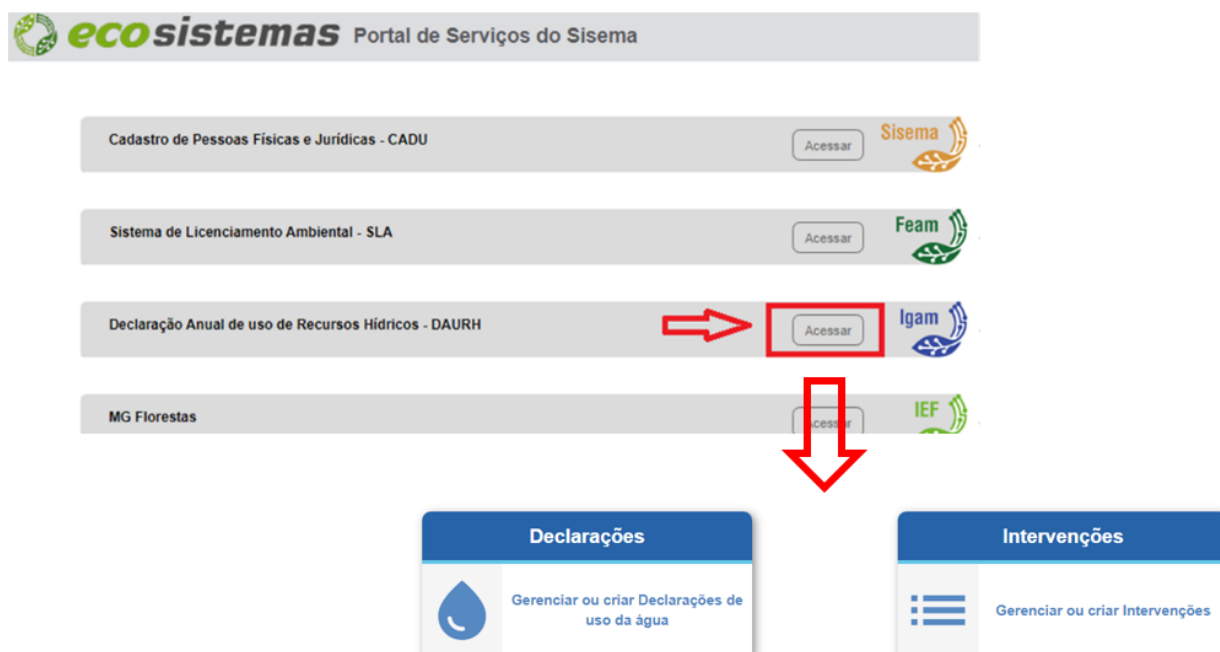 ecosistemas Portal de Serviços do Sisema
Cadastro de Pessoas Físicas e Jurídicas - CADU
Acessar
Sisema
Sistema de Licenciamento Ambiental - SLA
Acessar
Feam
Declaração Anual de uso de Recursos Hídricos - DAURH
Acessar
Igam
MG Florestas
Acessar
IEF
Declarações
Gerenciar ou criar Declarações de
uso da água
Intervenções
Gerenciar ou criar Intervenções